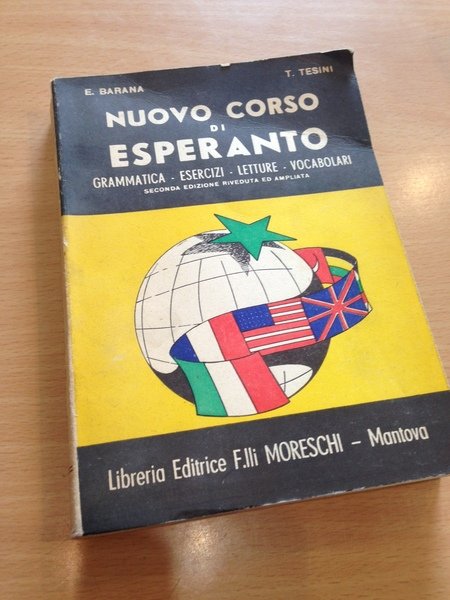 E. BARANA
T. TESINI
NUOVO CORSO
DI
ESPERANTO
GRAMMATICA - ESERCIZI - LETTURE - VOCABOLARI
SECONDA EDIZIONE RIVEDUTA ED AMPLIATA
Libreria Editrice F.lli MORESCHI - Mantova